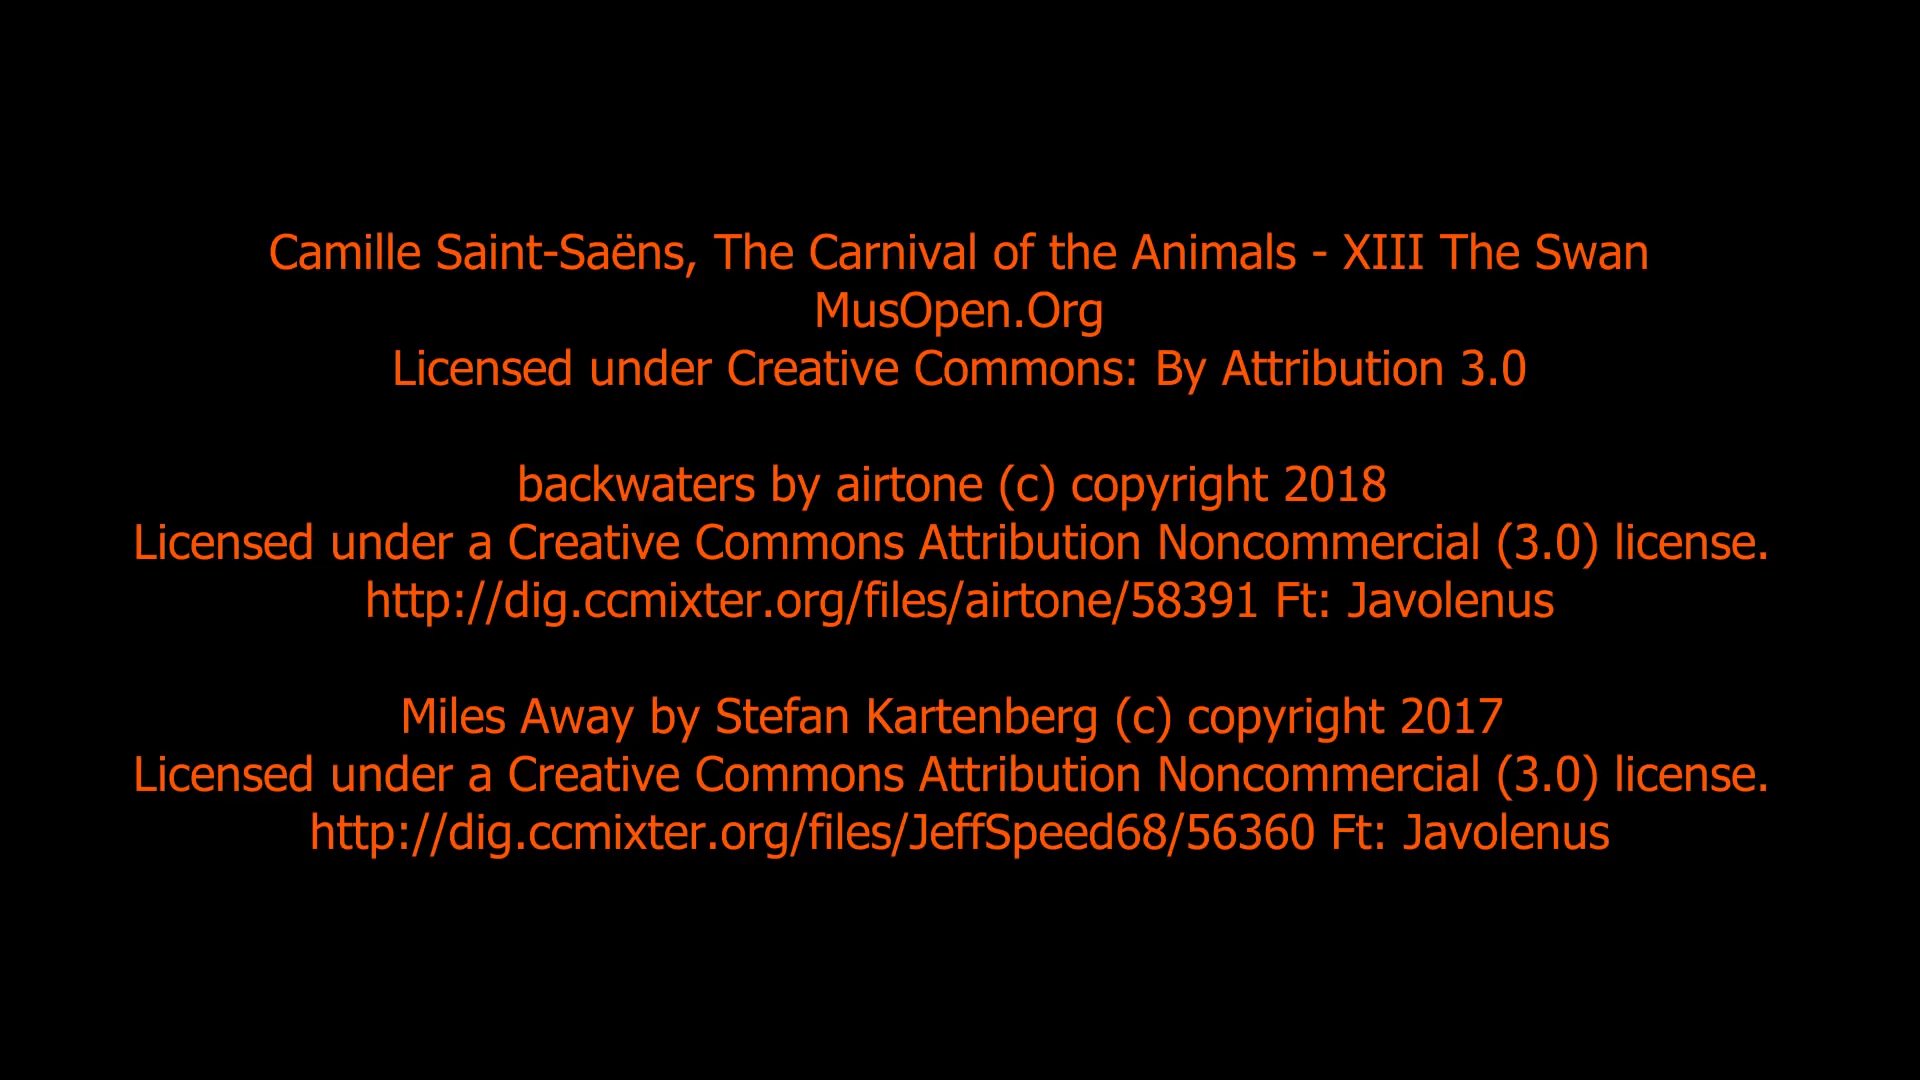 Camille Saint-Saëns, The Carnival of the Animals - XIII The Swan
MusOpen.Org
Licensed under Creative Commons: By Attribution 3.0
backwaters by airtone (c) copyright 2018
Licensed under a Creative Commons Attribution Noncommercial (3.0) license.
http://dig.ccmixter.org/files/airtone/58391 Ft: Javolenus
Miles Away by Stefan Kartenberg (c) copyright 2017
Licensed under a Creative Commons Attribution Noncommercial (3.0) license.
http://dig.ccmixter.org/files/JeffSpeed68/56360 Ft: Javolenus